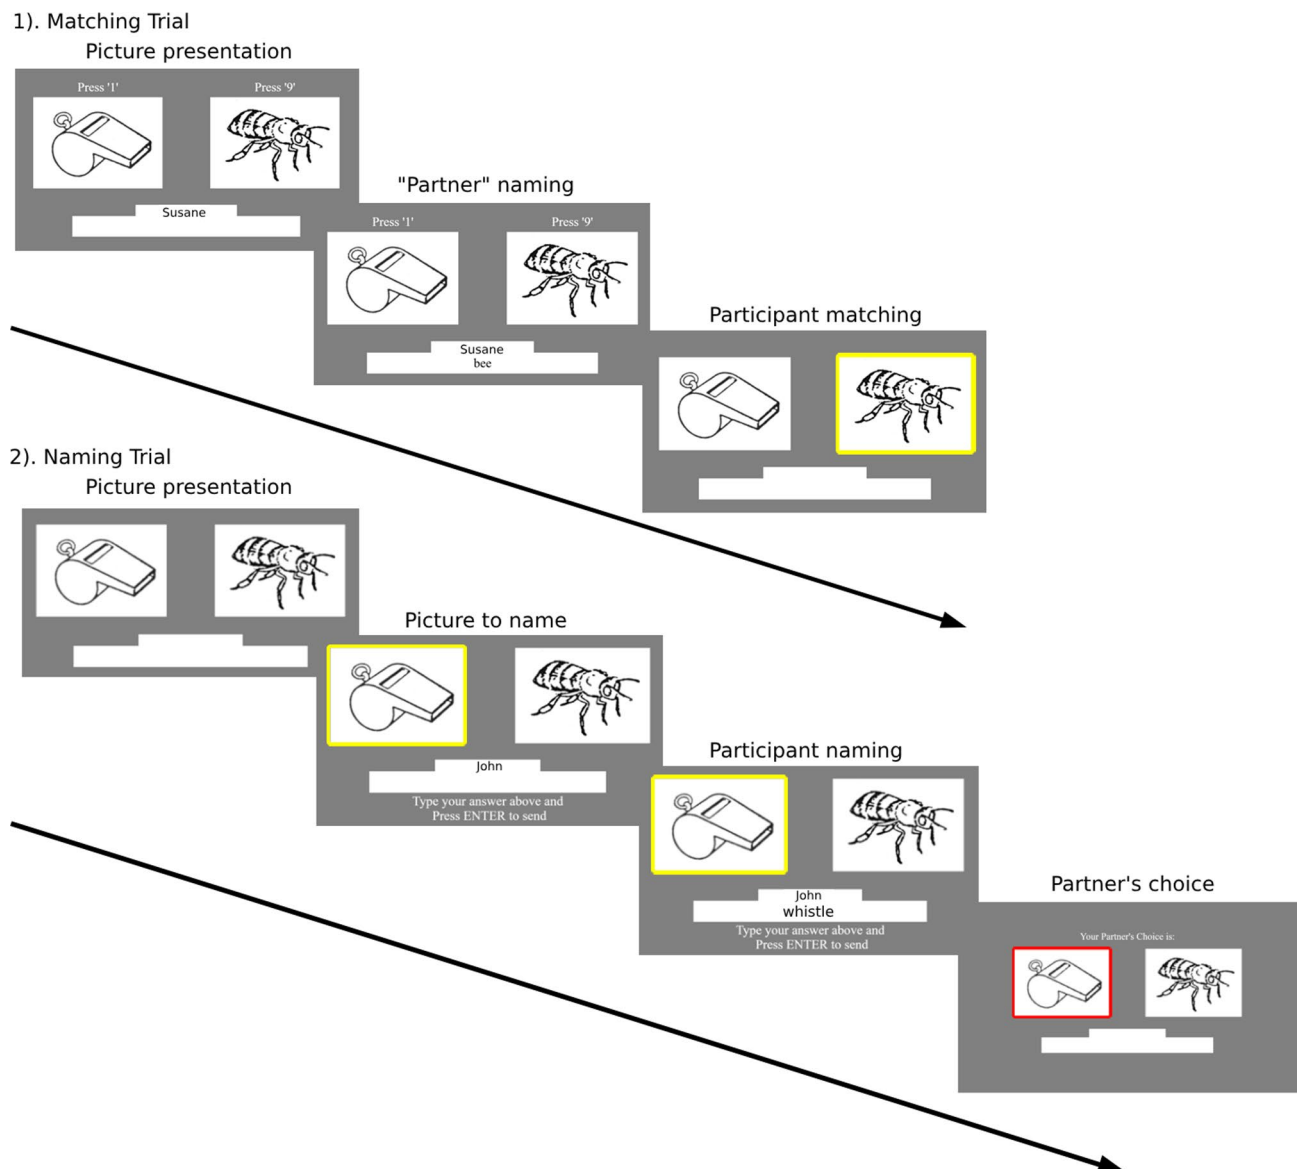 1). Matching Trial
Picture presentation
Press '1'
Press '9'
Susane
"Partner" naming
Press '1'
Press '9'
Susane
bee
Participant matching
2). Naming Trial
Picture presentation
Picture to name
John
Type your answer above and
Press ENTER to send
Participant naming
John
whistle
Type your answer above and
Press ENTER to send
Partner's choice
Your Partner's Choice is: